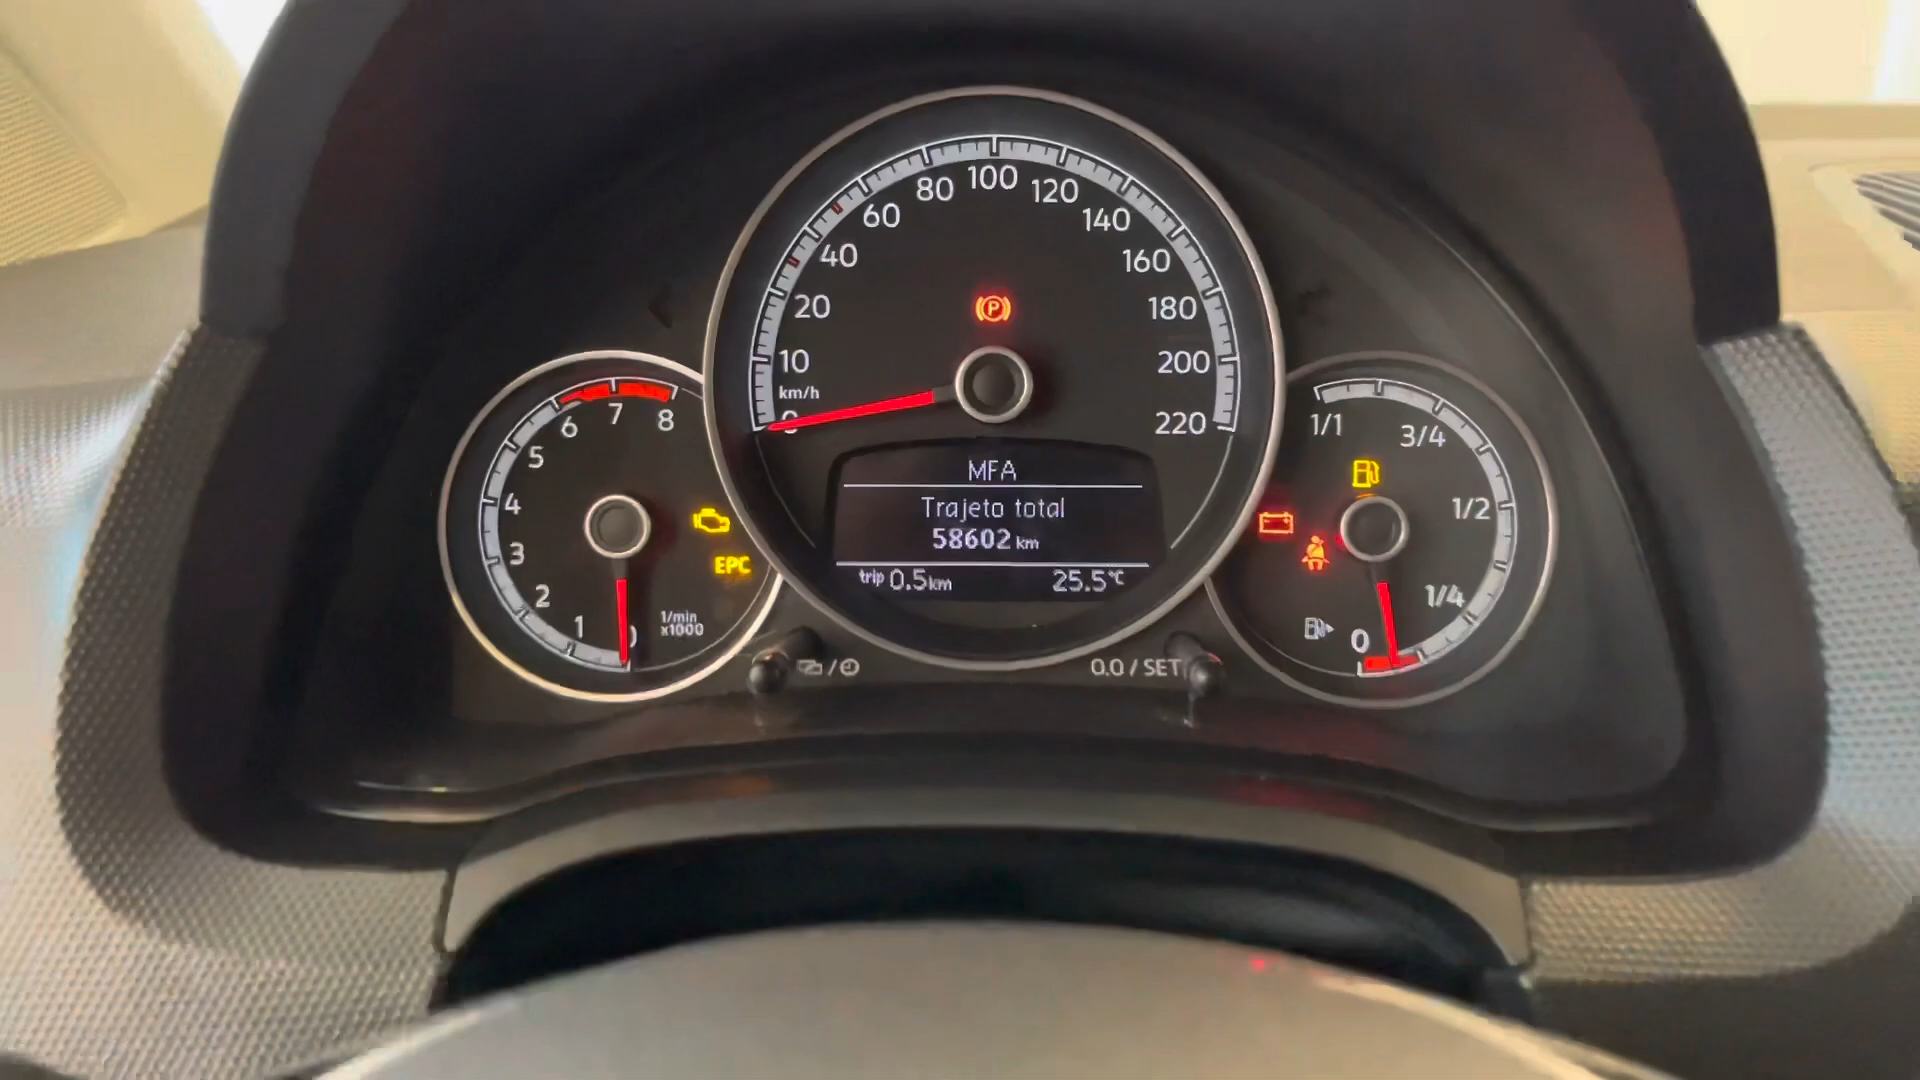 80 100 120
60 140
40 160
20 180
10 200
km/h
0 220
P
MFA
Trajeto total
58602 km
trip 0.5km 25.5°C
6 7 8
5
4
3
2
1 0
1/min
x1000
EPC
1/1 3/4
1/2
1/4
0
0.0 / SET